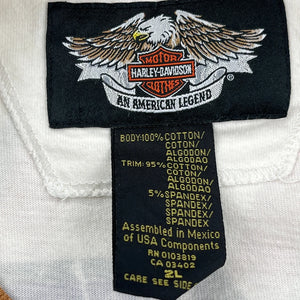 MOTOR
HARLEY-DAVIDSON
CLOTHES
®
AN AMERICAN LEGEND
BODY:100% COTTON/
COTON/
ALGODON/
ALGODAO
TRIM: 95% COTTON/
COTON/
ALGODON/
ALGODAO
5% SPANDEX/
SPANDEX/
SPANDEX/
SPANDEX
Assembled in Mexico
of USA Components
RN 0103819
CA 03402
2L
CARE SEE SIDE